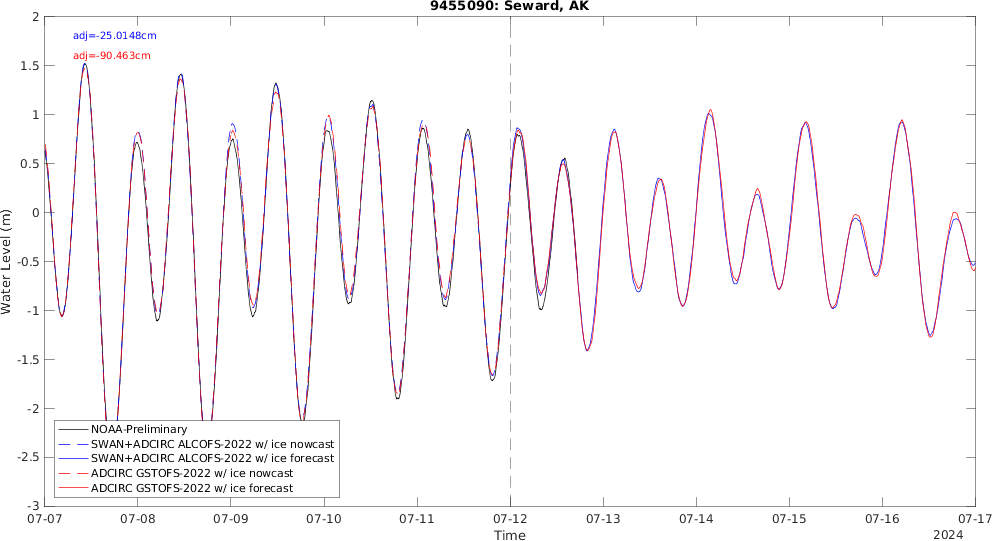 9455090: Seward, AK
adj=-25.0148cm
adj=-90.463cm
Water Level (m)
2
1.5
1
0.5
0
-0.5
-1
-1.5
-2
-2.5
-3
NOAA-Preliminary
SWAN+ADCIRC ALCOFS-2022 w/ ice nowcast
SWAN+ADCIRC ALCOFS-2022 w/ ice forecast
ADCIRC GSTOFS-2022 w/ ice nowcast
ADCIRC GSTOFS-2022 w/ ice forecast
07-07 07-08 07-09 07-10 07-11 07-12 07-13 07-14 07-15 07-16 07-17
Time
2024